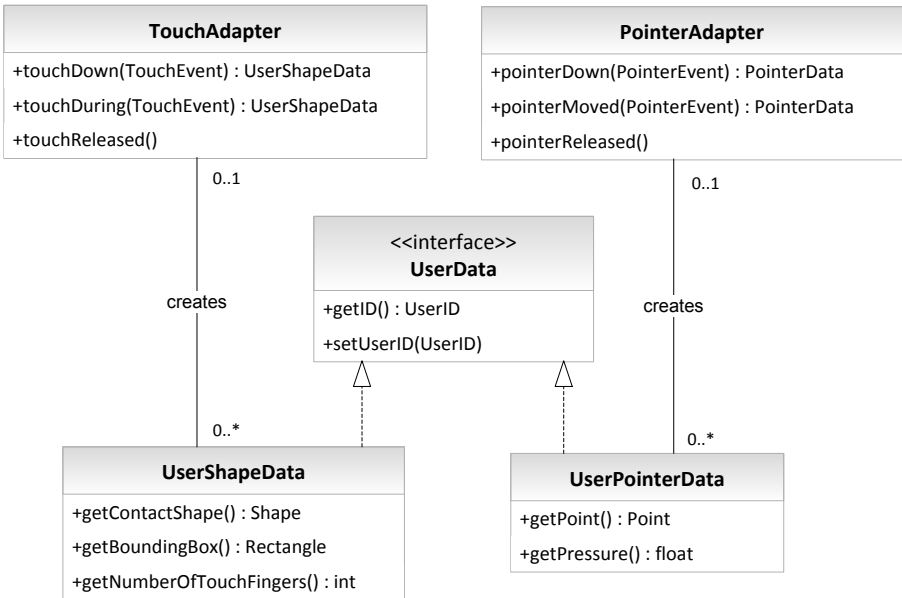 TouchAdapter
+touchDown(TouchEvent) : UserShapeData
+touchDuring(TouchEvent) : UserShapeData
+touchReleased()
PointerAdapter
+pointerDown(PointerEvent) : PointerData
+pointerMoved(PointerEvent) : PointerData
+pointerReleased()
0..1
0..1
<<interface>>
UserData
+getID() : UserID
+setUserID(UserID)
creates
creates
0..*
0..*
UserShapeData
+getContactShape() : Shape
+getBoundingBox() : Rectangle
+getNumberOfTouchFingers() : int
UserPointerData
+getPoint() : Point
+getPressure() : float